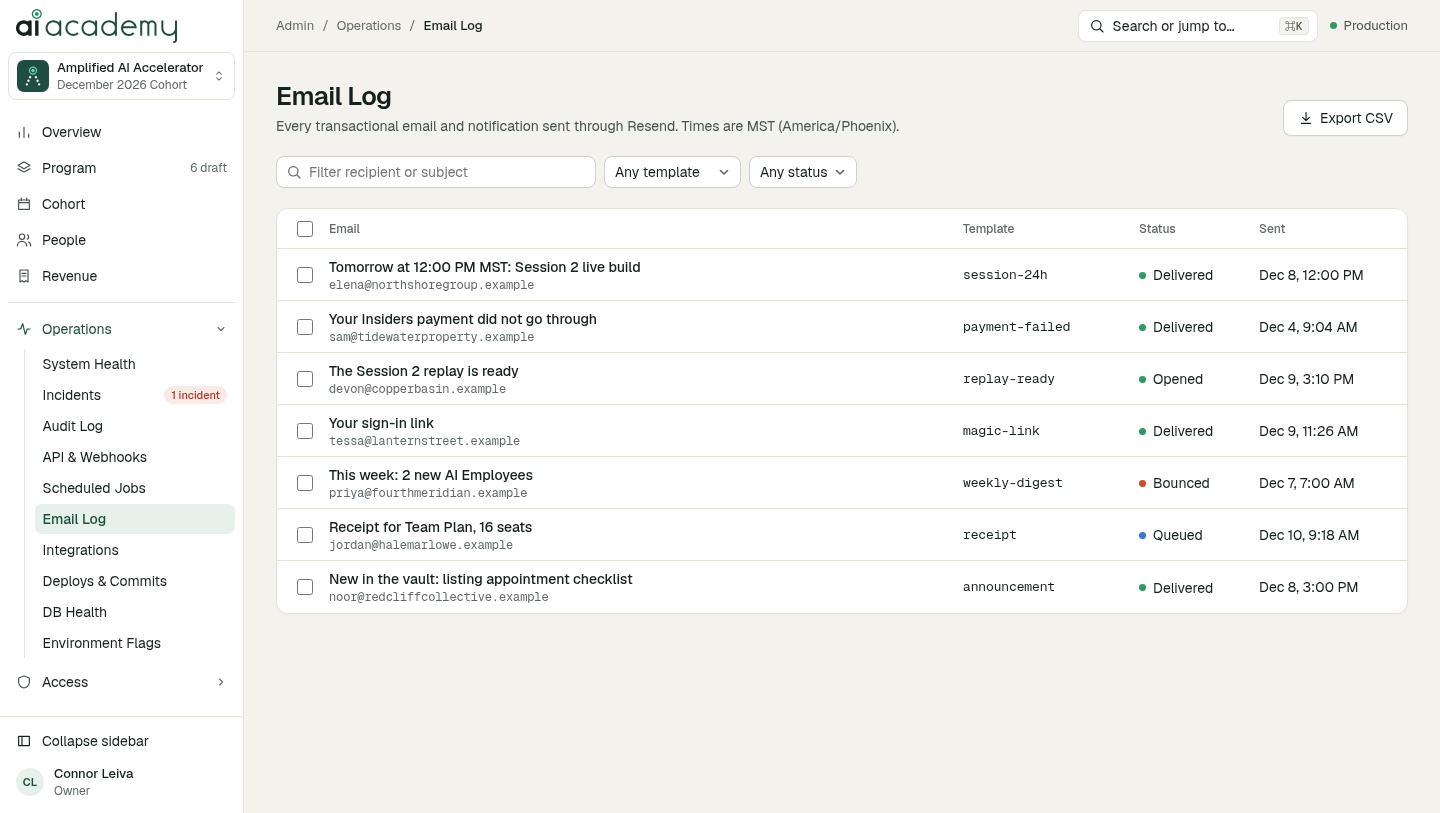 ai academy
Amplified AI Accelerator
December 2026 Cohort
Overview
Program
6 draft
Cohort
People
Revenue
Operations
System Health
Incidents
1 incident
Audit Log
API & Webhooks
Scheduled Jobs
Email Log
Integrations
Deploys & Commits
DB Health
Environment Flags
Access
Collapse sidebar
CL
Connor Leiva
Owner
Admin / Operations / Email Log
Search or jump to…
⌘K
Production
Email Log
Every transactional email and notification sent through Resend. Times are MST (America/Phoenix).
Export CSV
Filter recipient or subject
Any template
Any status
Email Template Status Sent
Tomorrow at 12:00 PM MST: Session 2 live build
elena@northshoregroup.example
session-24h
Delivered
Dec 8, 12:00 PM
Your Insiders payment did not go through
sam@tidewaterproperty.example
payment-failed
Delivered
Dec 4, 9:04 AM
The Session 2 replay is ready
devon@copperbasin.example
replay-ready
Opened
Dec 9, 3:10 PM
Your sign-in link
tessa@lanternstreet.example
magic-link
Delivered
Dec 9, 11:26 AM
This week: 2 new AI Employees
priya@fourthmeridian.example
weekly-digest
Bounced
Dec 7, 7:00 AM
Receipt for Team Plan, 16 seats
jordan@halemarlowe.example
receipt
Queued
Dec 10, 9:18 AM
New in the vault: listing appointment checklist
noor@redcliffcollective.example
announcement
Delivered
Dec 8, 3:00 PM